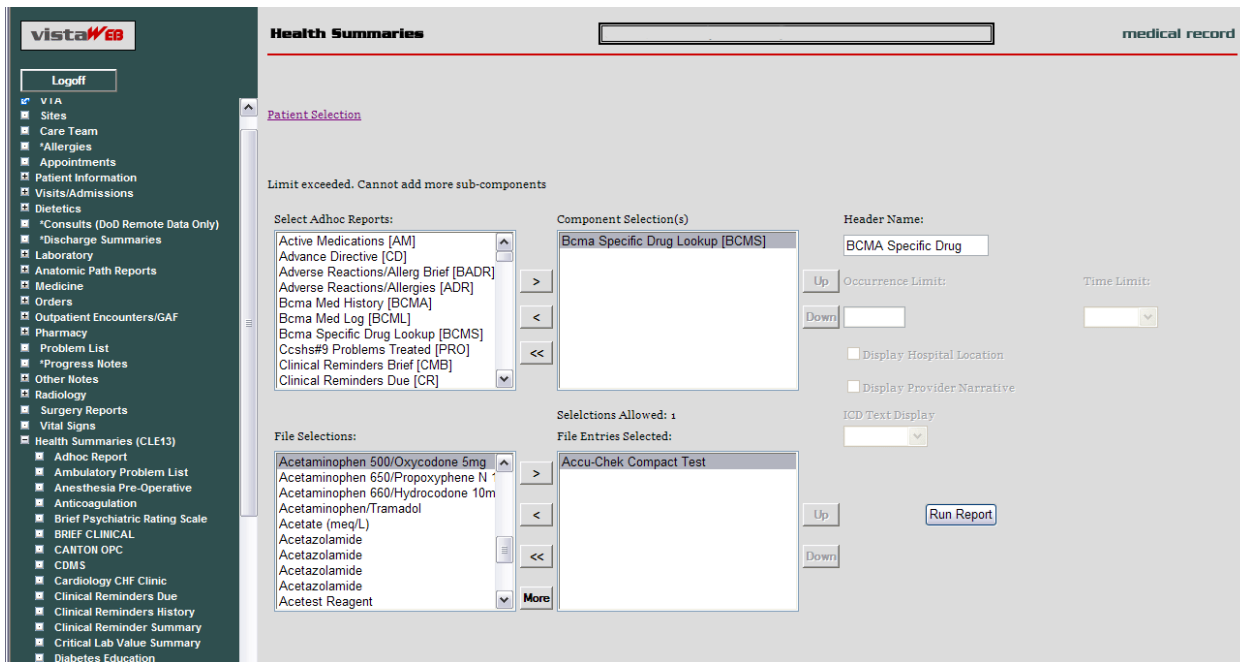 vistaWEB
Logoff
VTA
Sites
Care Team
*Allergies
Appointments
Patient Information
Visits/Admissions
Dietetics
*Consults (DoD Remote Data Only)
*Discharge Summaries
Laboratory
Anatomic Path Reports
Medicine
Orders
Outpatient Encounters/GAF
Pharmacy
Problem List
*Progress Notes
Other Notes
Radiology
Surgery Reports
Vital Signs
Health Summaries (CLE13)
Adhoc Report
Ambulatory Problem List
Anesthesia Pre-Operative
Anticoagulation
Brief Psychiatric Rating Scale
BRIEF CLINICAL
CANTON OPC
CDMS
Cardiology CHF Clinic
Clinical Reminders Due
Clinical Reminders History
Clinical Reminder Summary
Critical Lab Value Summary
Diabetes Education
Health Summaries
medical record
Patient Selection
Limit exceeded. Cannot add more sub-components
Select Adhoc Reports:
Active Medications [AM]
Advance Directive [CD]
Adverse Reactions/Allerg Brief [BADR]
Adverse Reactions/Allergies [ADR]
Bcma Med History [BCMA]
Bcma Med Log [BCML]
Bcma Specific Drug Lookup [BCMS]
Ccshs#9 Problems Treated [PRO]
Clinical Reminders Brief [CMB]
Clinical Reminders Due [CR]
>
<
<<
Component Selection(s)
Bcma Specific Drug Lookup [BCMS]
Up
Down
Header Name:
BCMA Specific Drug
Occurrence Limit:
Time Limit:
Display Hospital Location
Display Provider Narrative
ICD Text Display
File Selections:
Acetaminophen 500/Oxycodone 5mg
Acetaminophen 650/Propoxyphene N 1
Acetaminophen 660/Hydrocodone 10m
Acetaminophen/Tramadol
Acetate (meq/L)
Acetazolamide
Acetazolamide
Acetazolamide
Acetazolamide
Acetest Reagent
>
<
<<
More
Selelctions Allowed: 1
File Entries Selected:
Accu-Chek Compact Test
Up
Down
Run Report